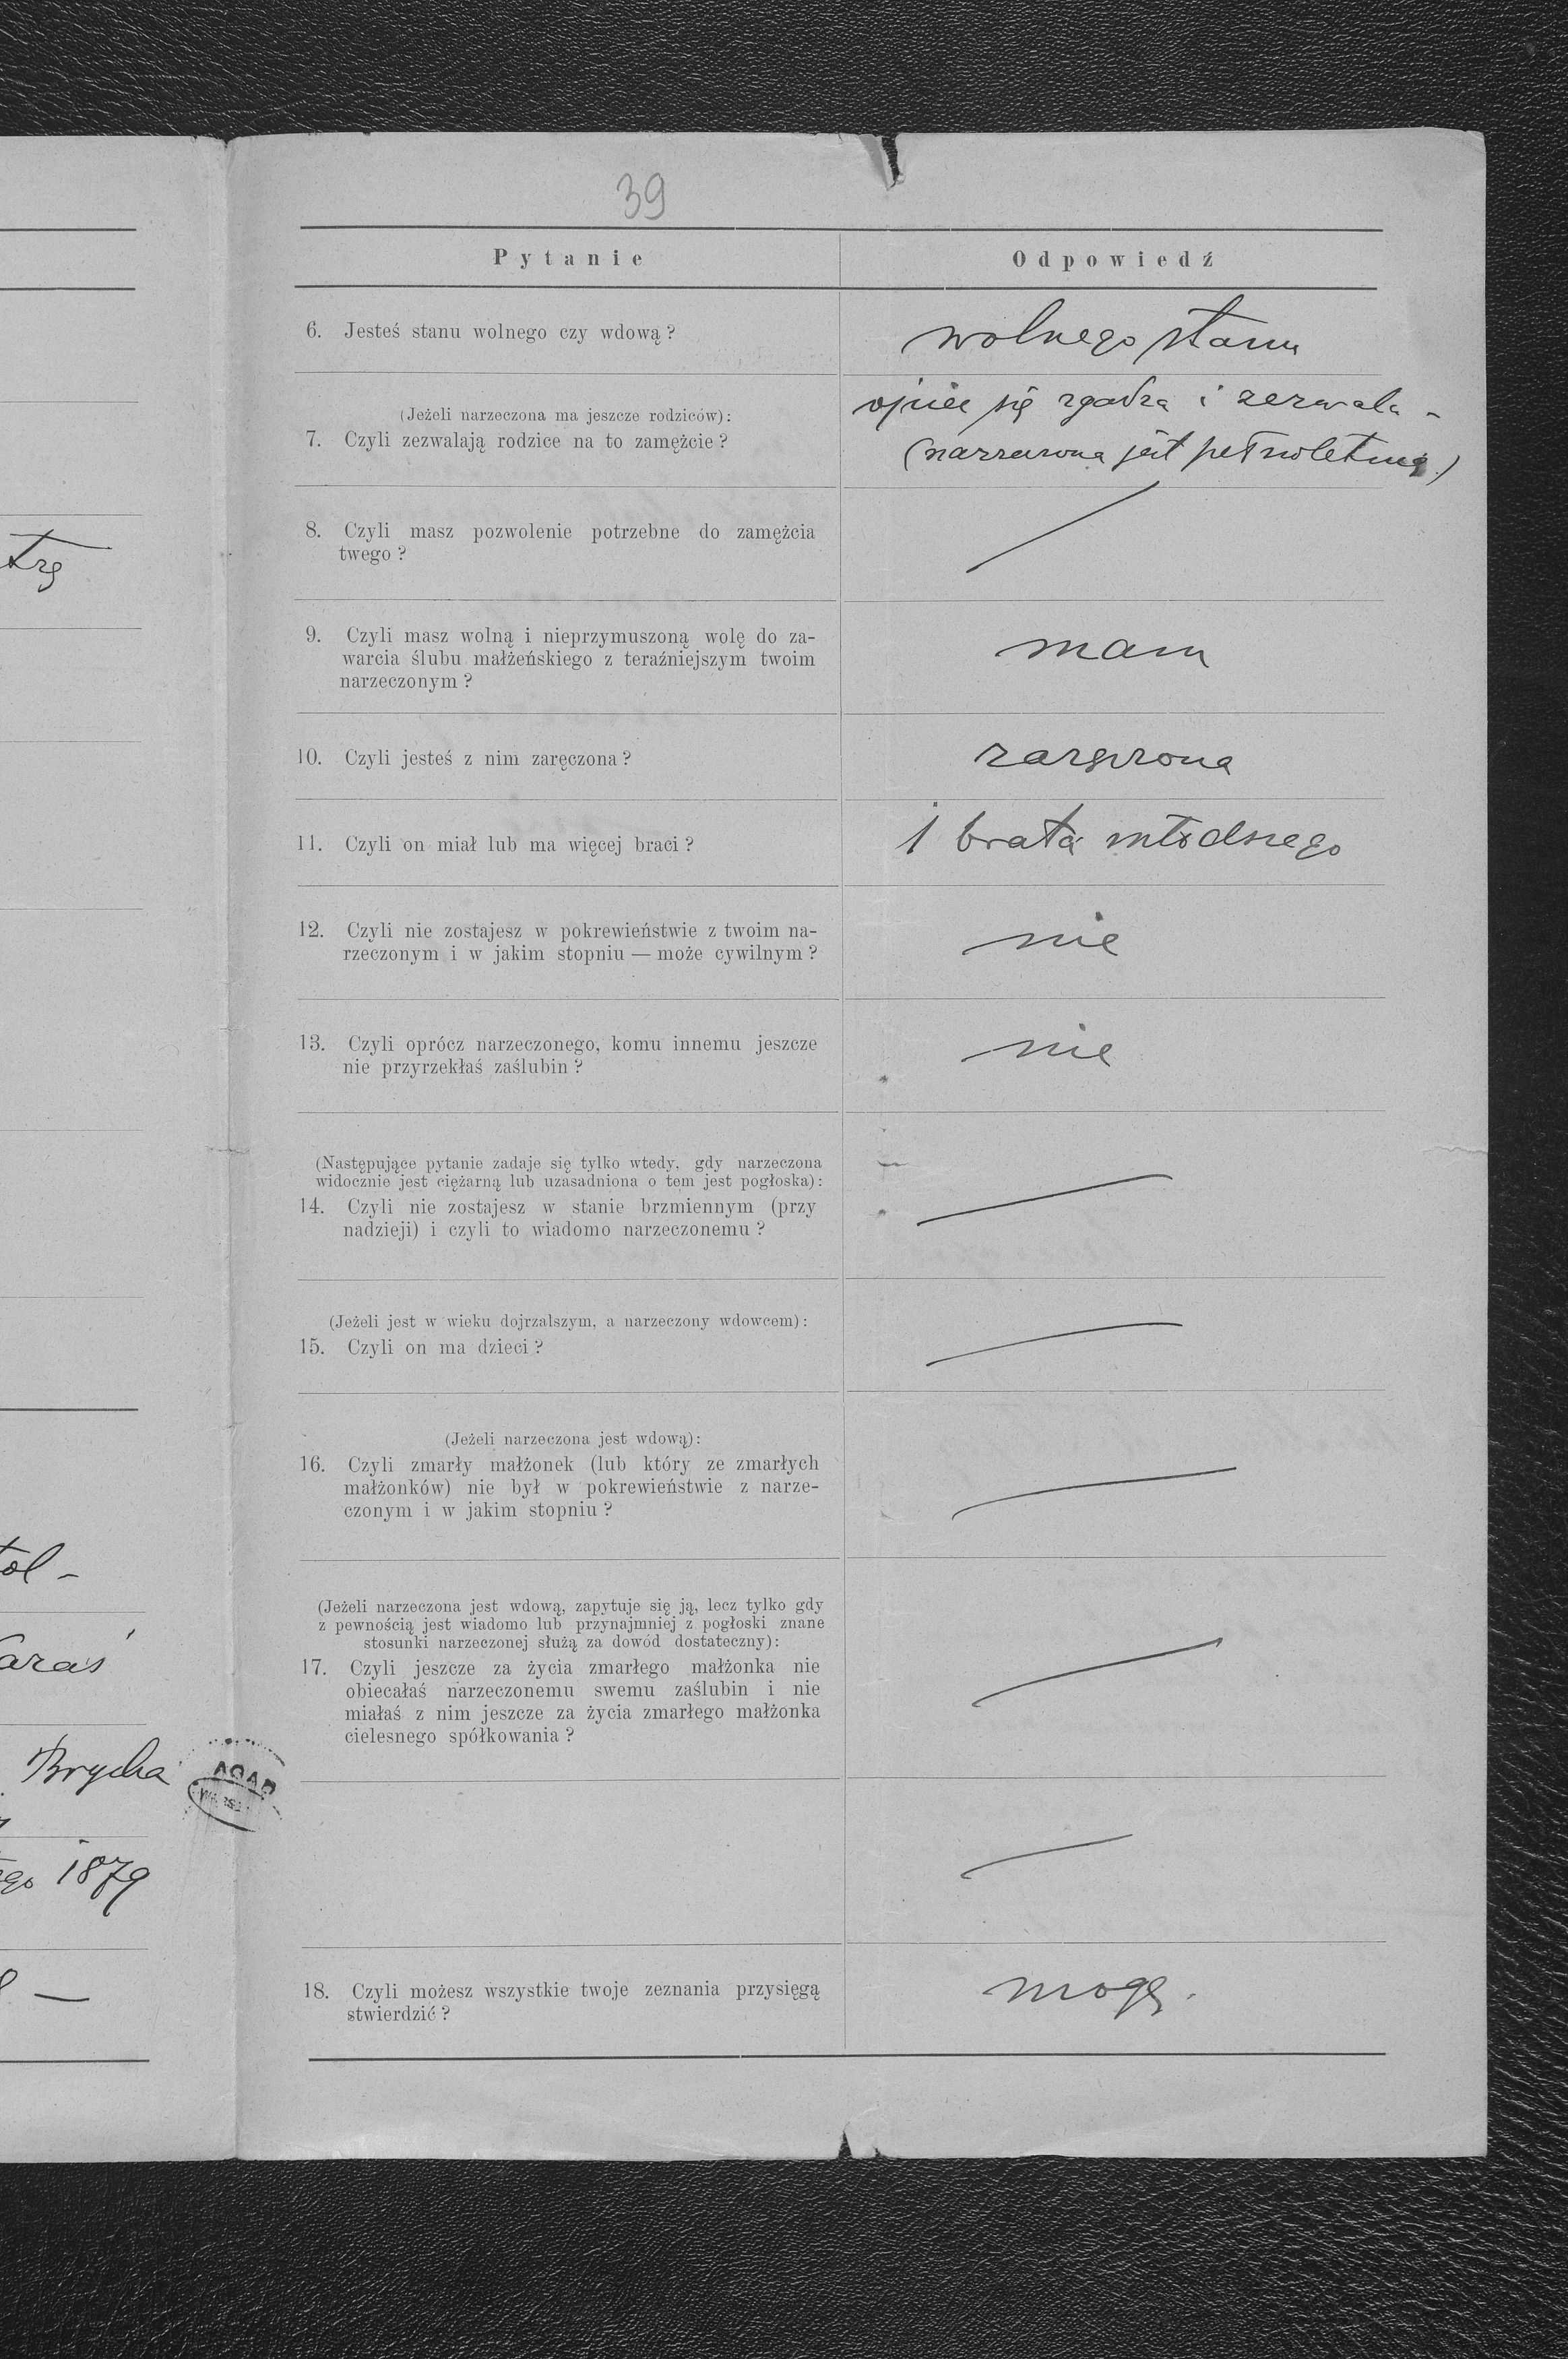 39
Pytanie
Odpowiedź
6. Jesteś stanu wolnego czy wdową?
wolnego stanu
(Jeżeli narzeczona ma jeszcze rodziców):
7. Czyli zezwalają rodzice na to zamęźcie?
ojciec się zgadza i zezwala -
(narzeczona jest pełnoletnią)
8. Czyli masz pozwolenie potrzebne do zamęźcia
twego?
9. Czyli masz wolną i nieprzymuszoną wolę do za-
warcia ślubu małżeńskiego z teraźniejszym twoim
narzeczonym?
mam
10. Czyli jesteś z nim zaręczona?
zaręczona
11. Czyli on miał lub ma więcej braci?
1 brata młodszego
12. Czyli nie zostajesz w pokrewieństwie z twoim na-
rzeczonym i w jakim stopniu — może cywilnym?
nie
13. Czyli oprócz narzeczonego, komu innemu jeszcze
nie przyrzekłaś zaślubin?
nie
(Następujące pytanie zadaje się tylko wtedy, gdy narzeczona
widocznie jest ciężarną lub uzasadniona o tem jest pogłoska):
14. Czyli nie zostajesz w stanie brzmiennym (przy
nadzieji) i czyli to wiadomo narzeczonemu?
(Jeżeli jest w wieku dojrzalszym, a narzeczony wdowcem):
15. Czyli on ma dzieci?
(Jeżeli narzeczona jest wdową):
16. Czyli zmarły małżonek (lub który ze zmarłych
małżonków) nie był w pokrewieństwie z narze-
czonym i w jakim stopniu?
(Jeżeli narzeczona jest wdową, zapytuje się ją, lecz tylko gdy
z pewnością jest wiadomo lub przynajmniej z pogłoski znane
stosunki narzeczonej służą za dowód dostateczny):
17. Czyli jeszcze za życia zmarłego małżonka nie
obiecałaś narzeczonemu swemu zaślubin i nie
miałaś z nim jeszcze za życia zmarłego małżonka
cielesnego spółkowania?
18. Czyli możesz wszystkie twoje zeznania przysięgą
stwierdzić?
mogę.
Brycha
1879
AGAD